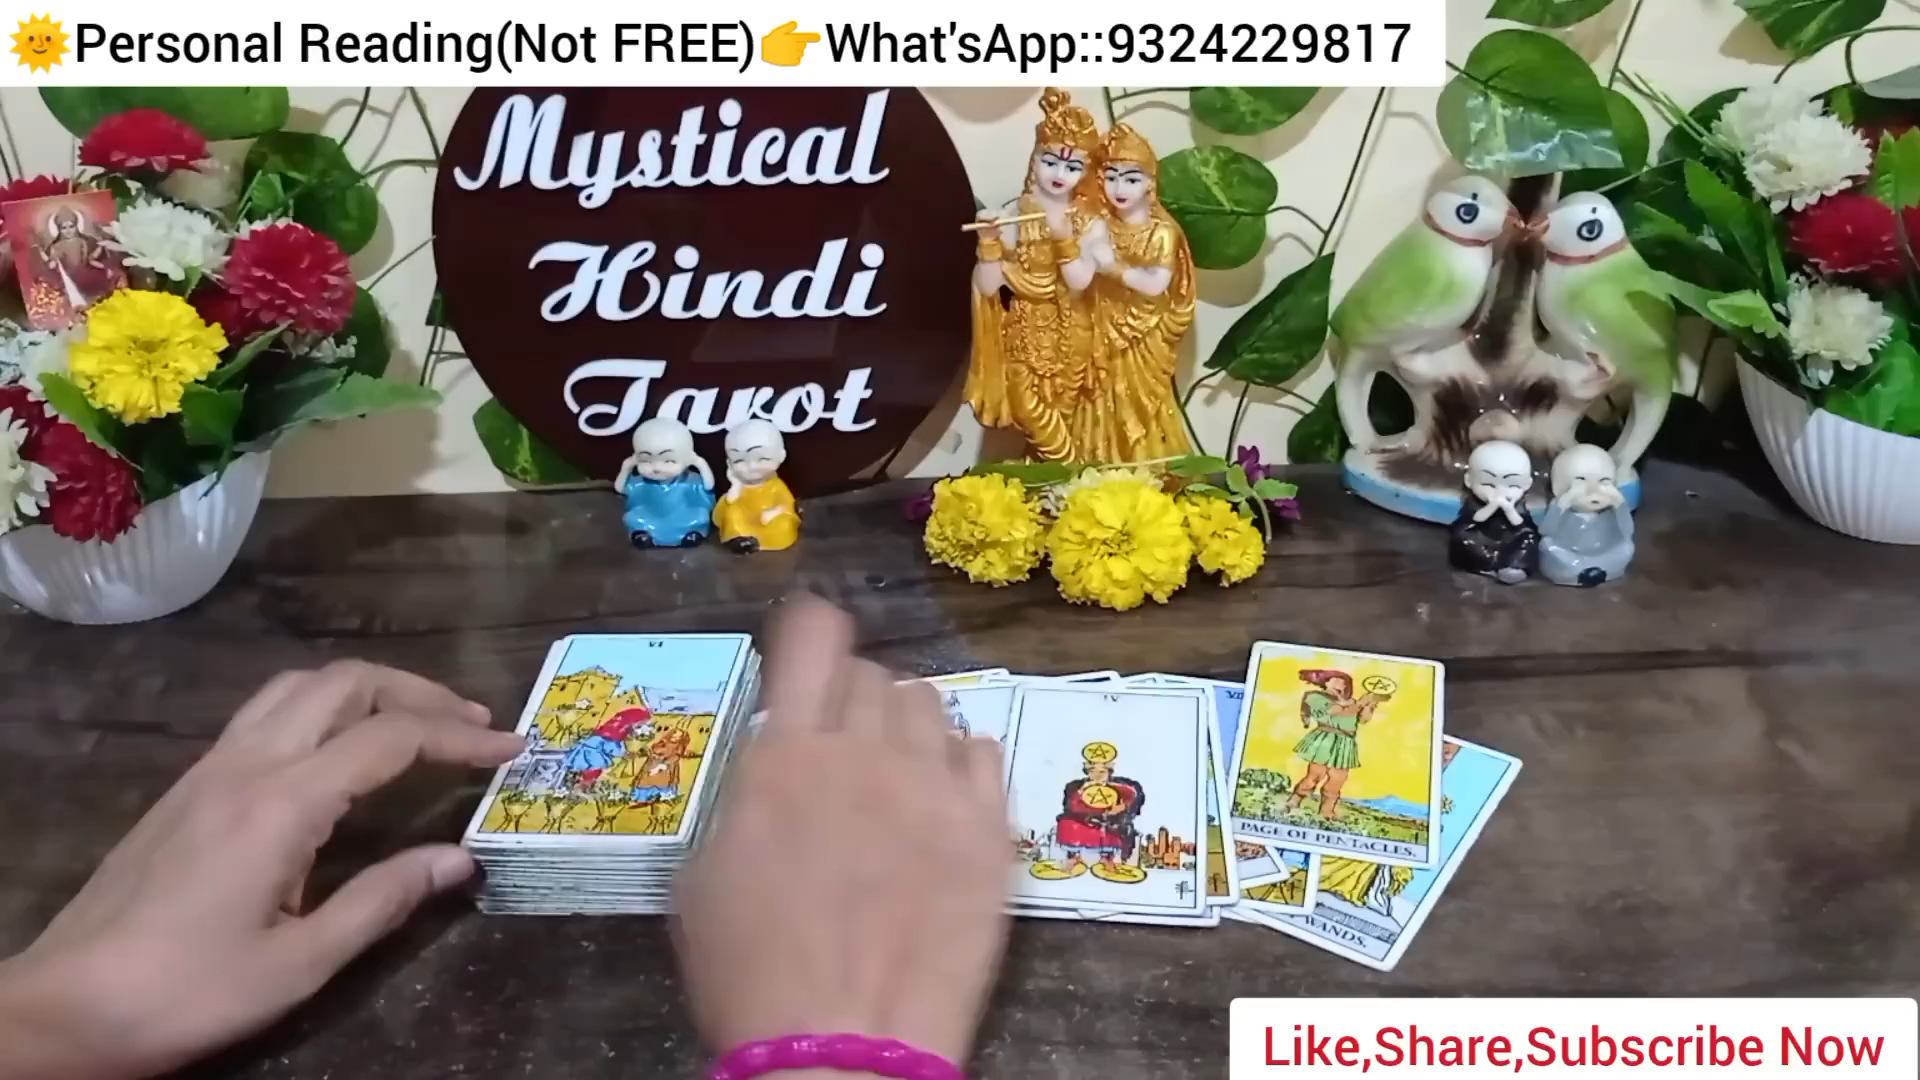 🌞Personal Reading(Not FREE)👉What'sApp::9324229817
Mystical
Hindi
Tarot
VI
IV
VII
PAGE OF PENTACLES.
WANDS.
Like,Share,Subscribe Now